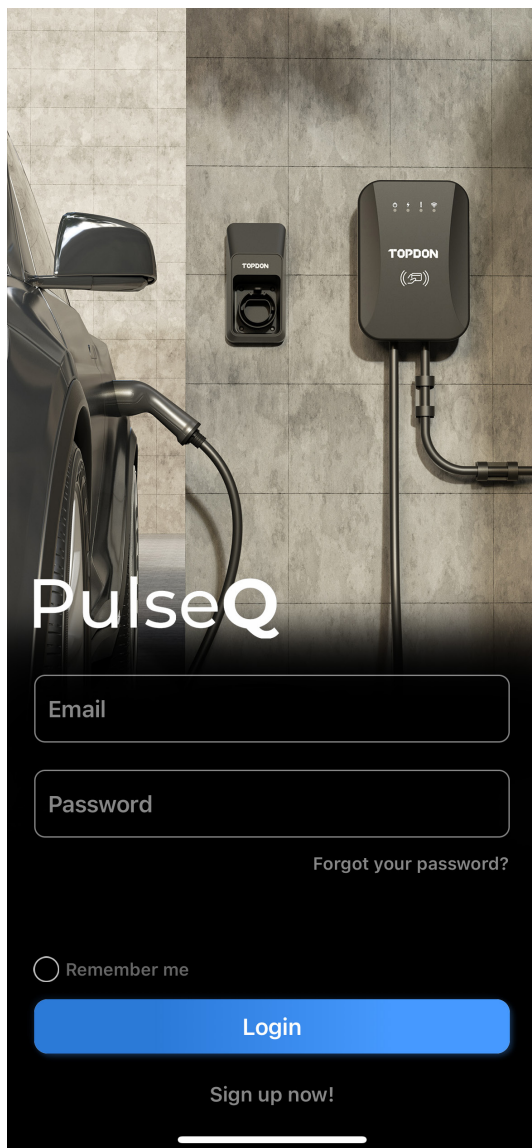 TOPDON
TOPDON
PulseQ
Email
Password
Forgot your password?
Remember me
Login
Sign up now!